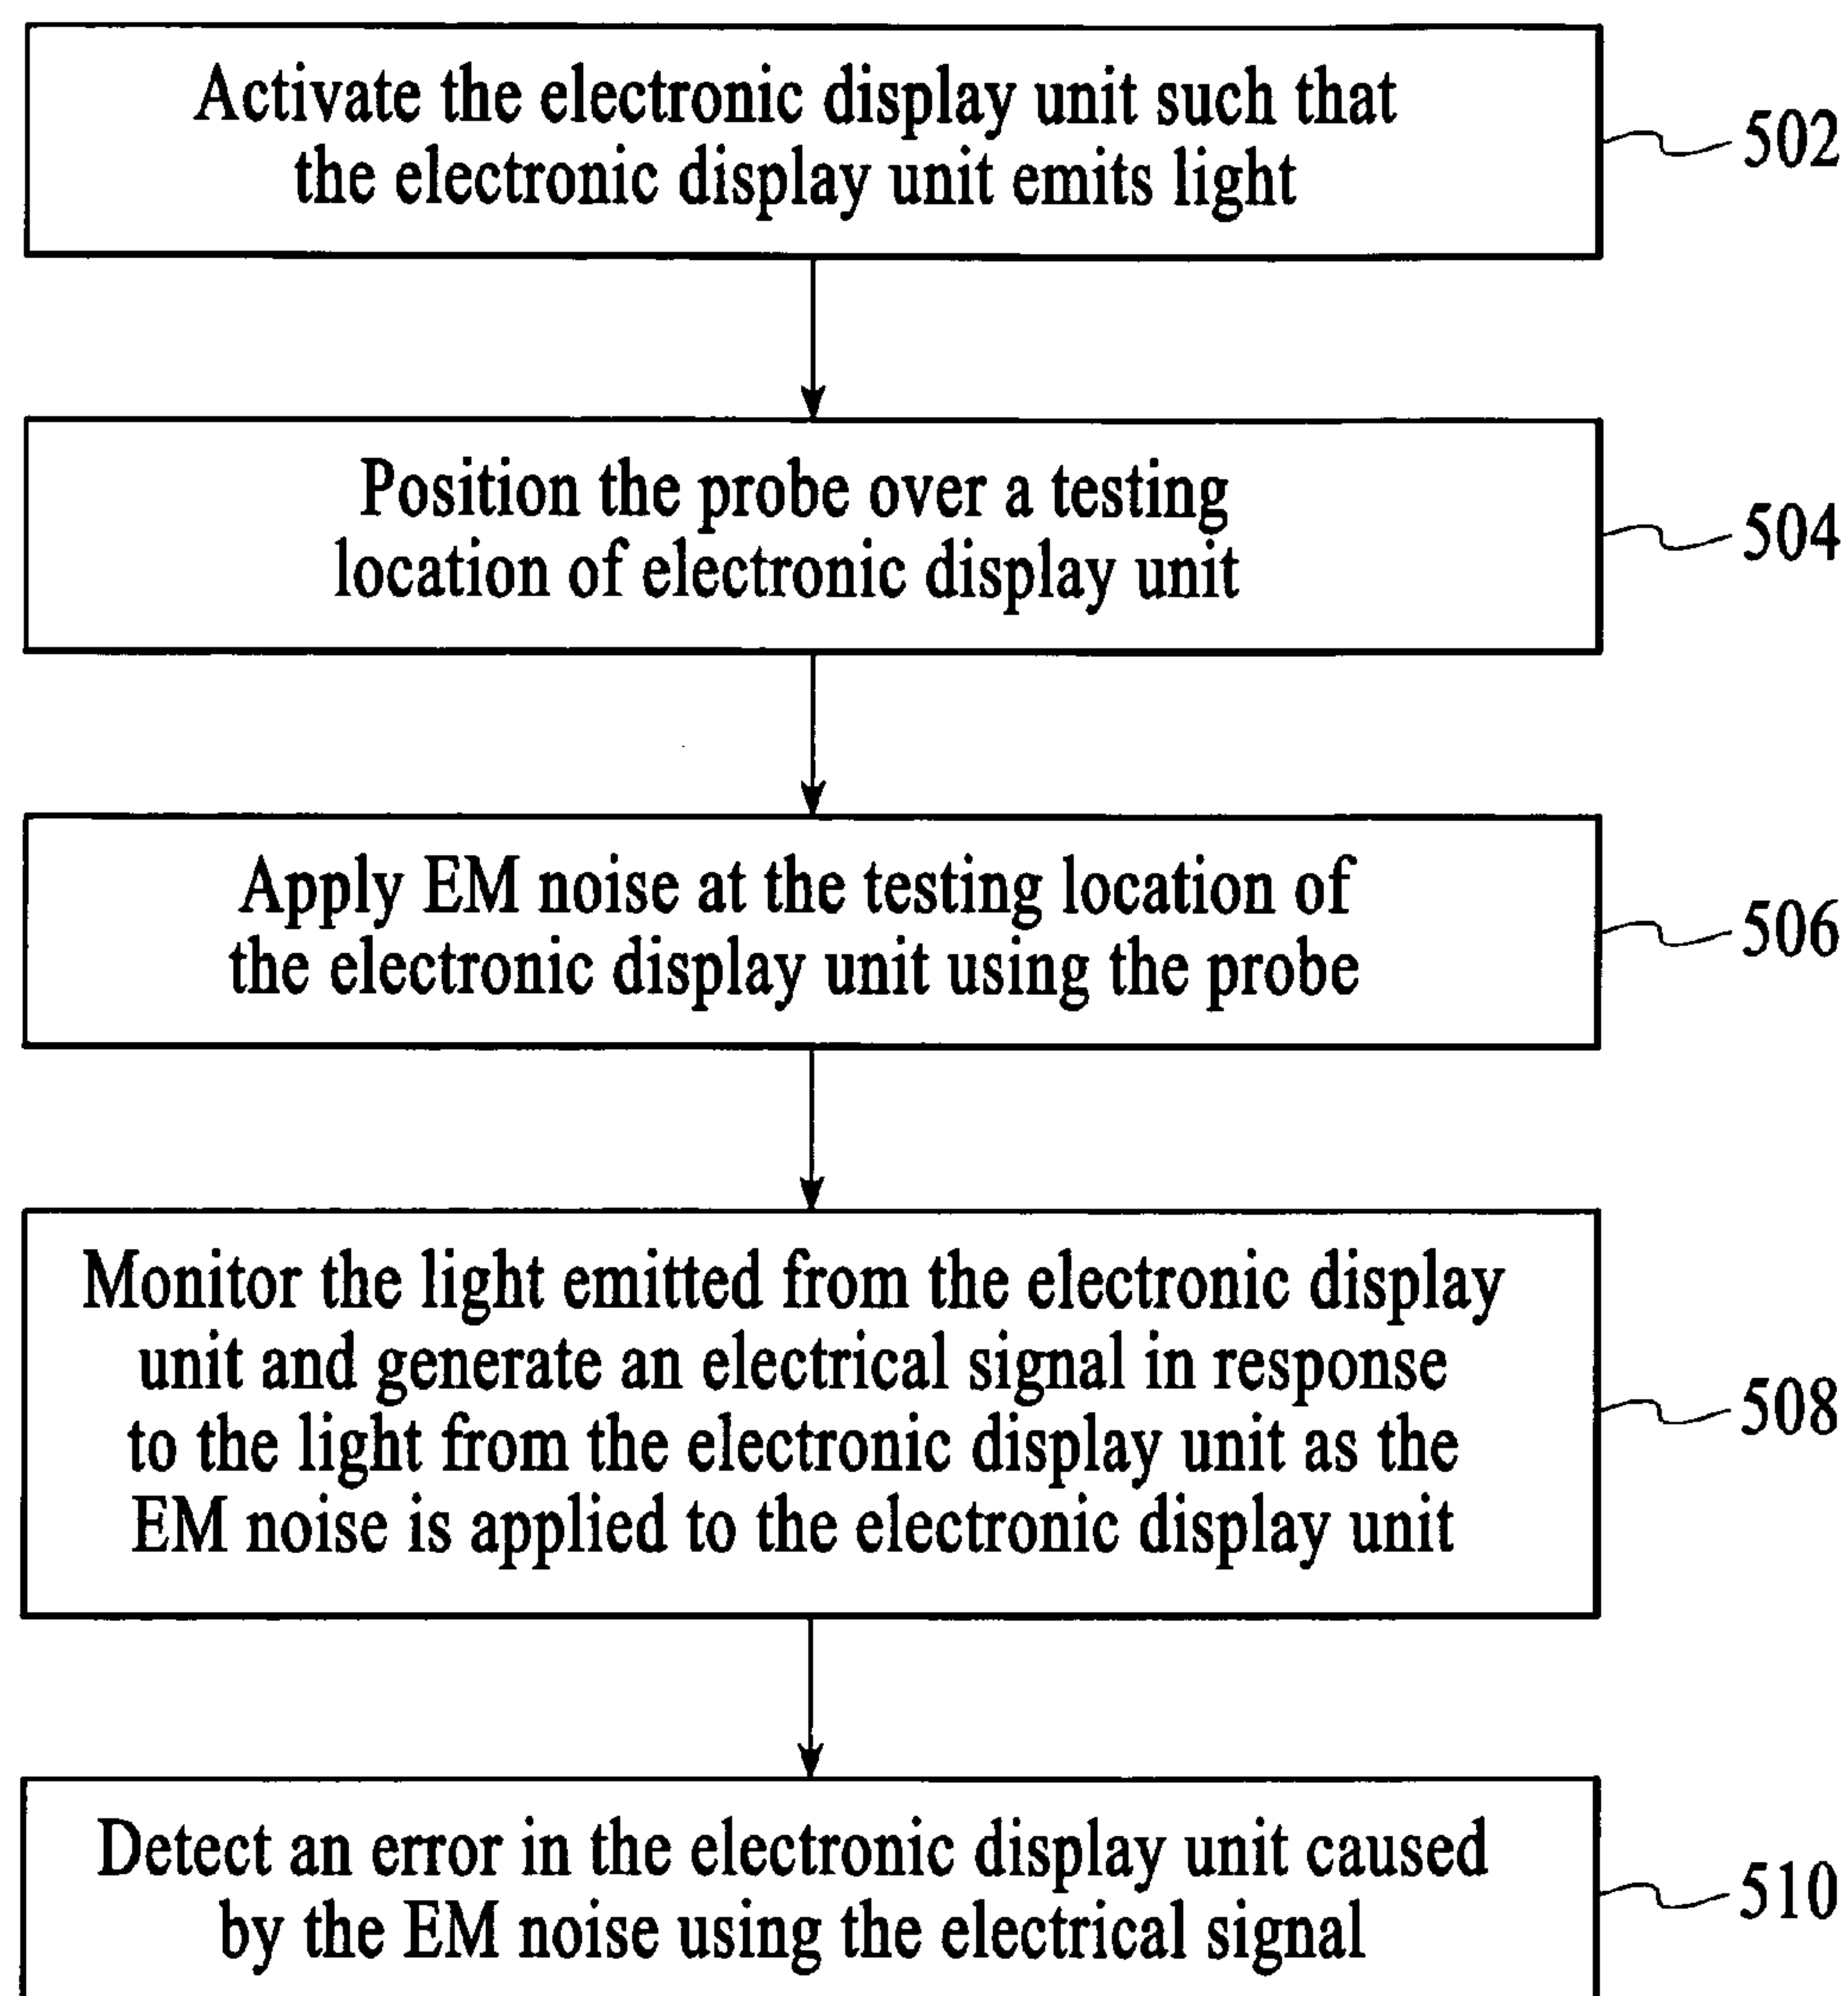 Activate the electronic display unit such that
the electronic display unit emits light
502
Position the probe over a testing
location of electronic display unit
504
Apply EM noise at the testing location of
the electronic display unit using the probe
506
Monitor the light emitted from the electronic display
unit and generate an electrical signal in response
to the light from the electronic display unit as the
EM noise is applied to the electronic display unit
508
Detect an error in the electronic display unit caused
by the EM noise using the electrical signal
510